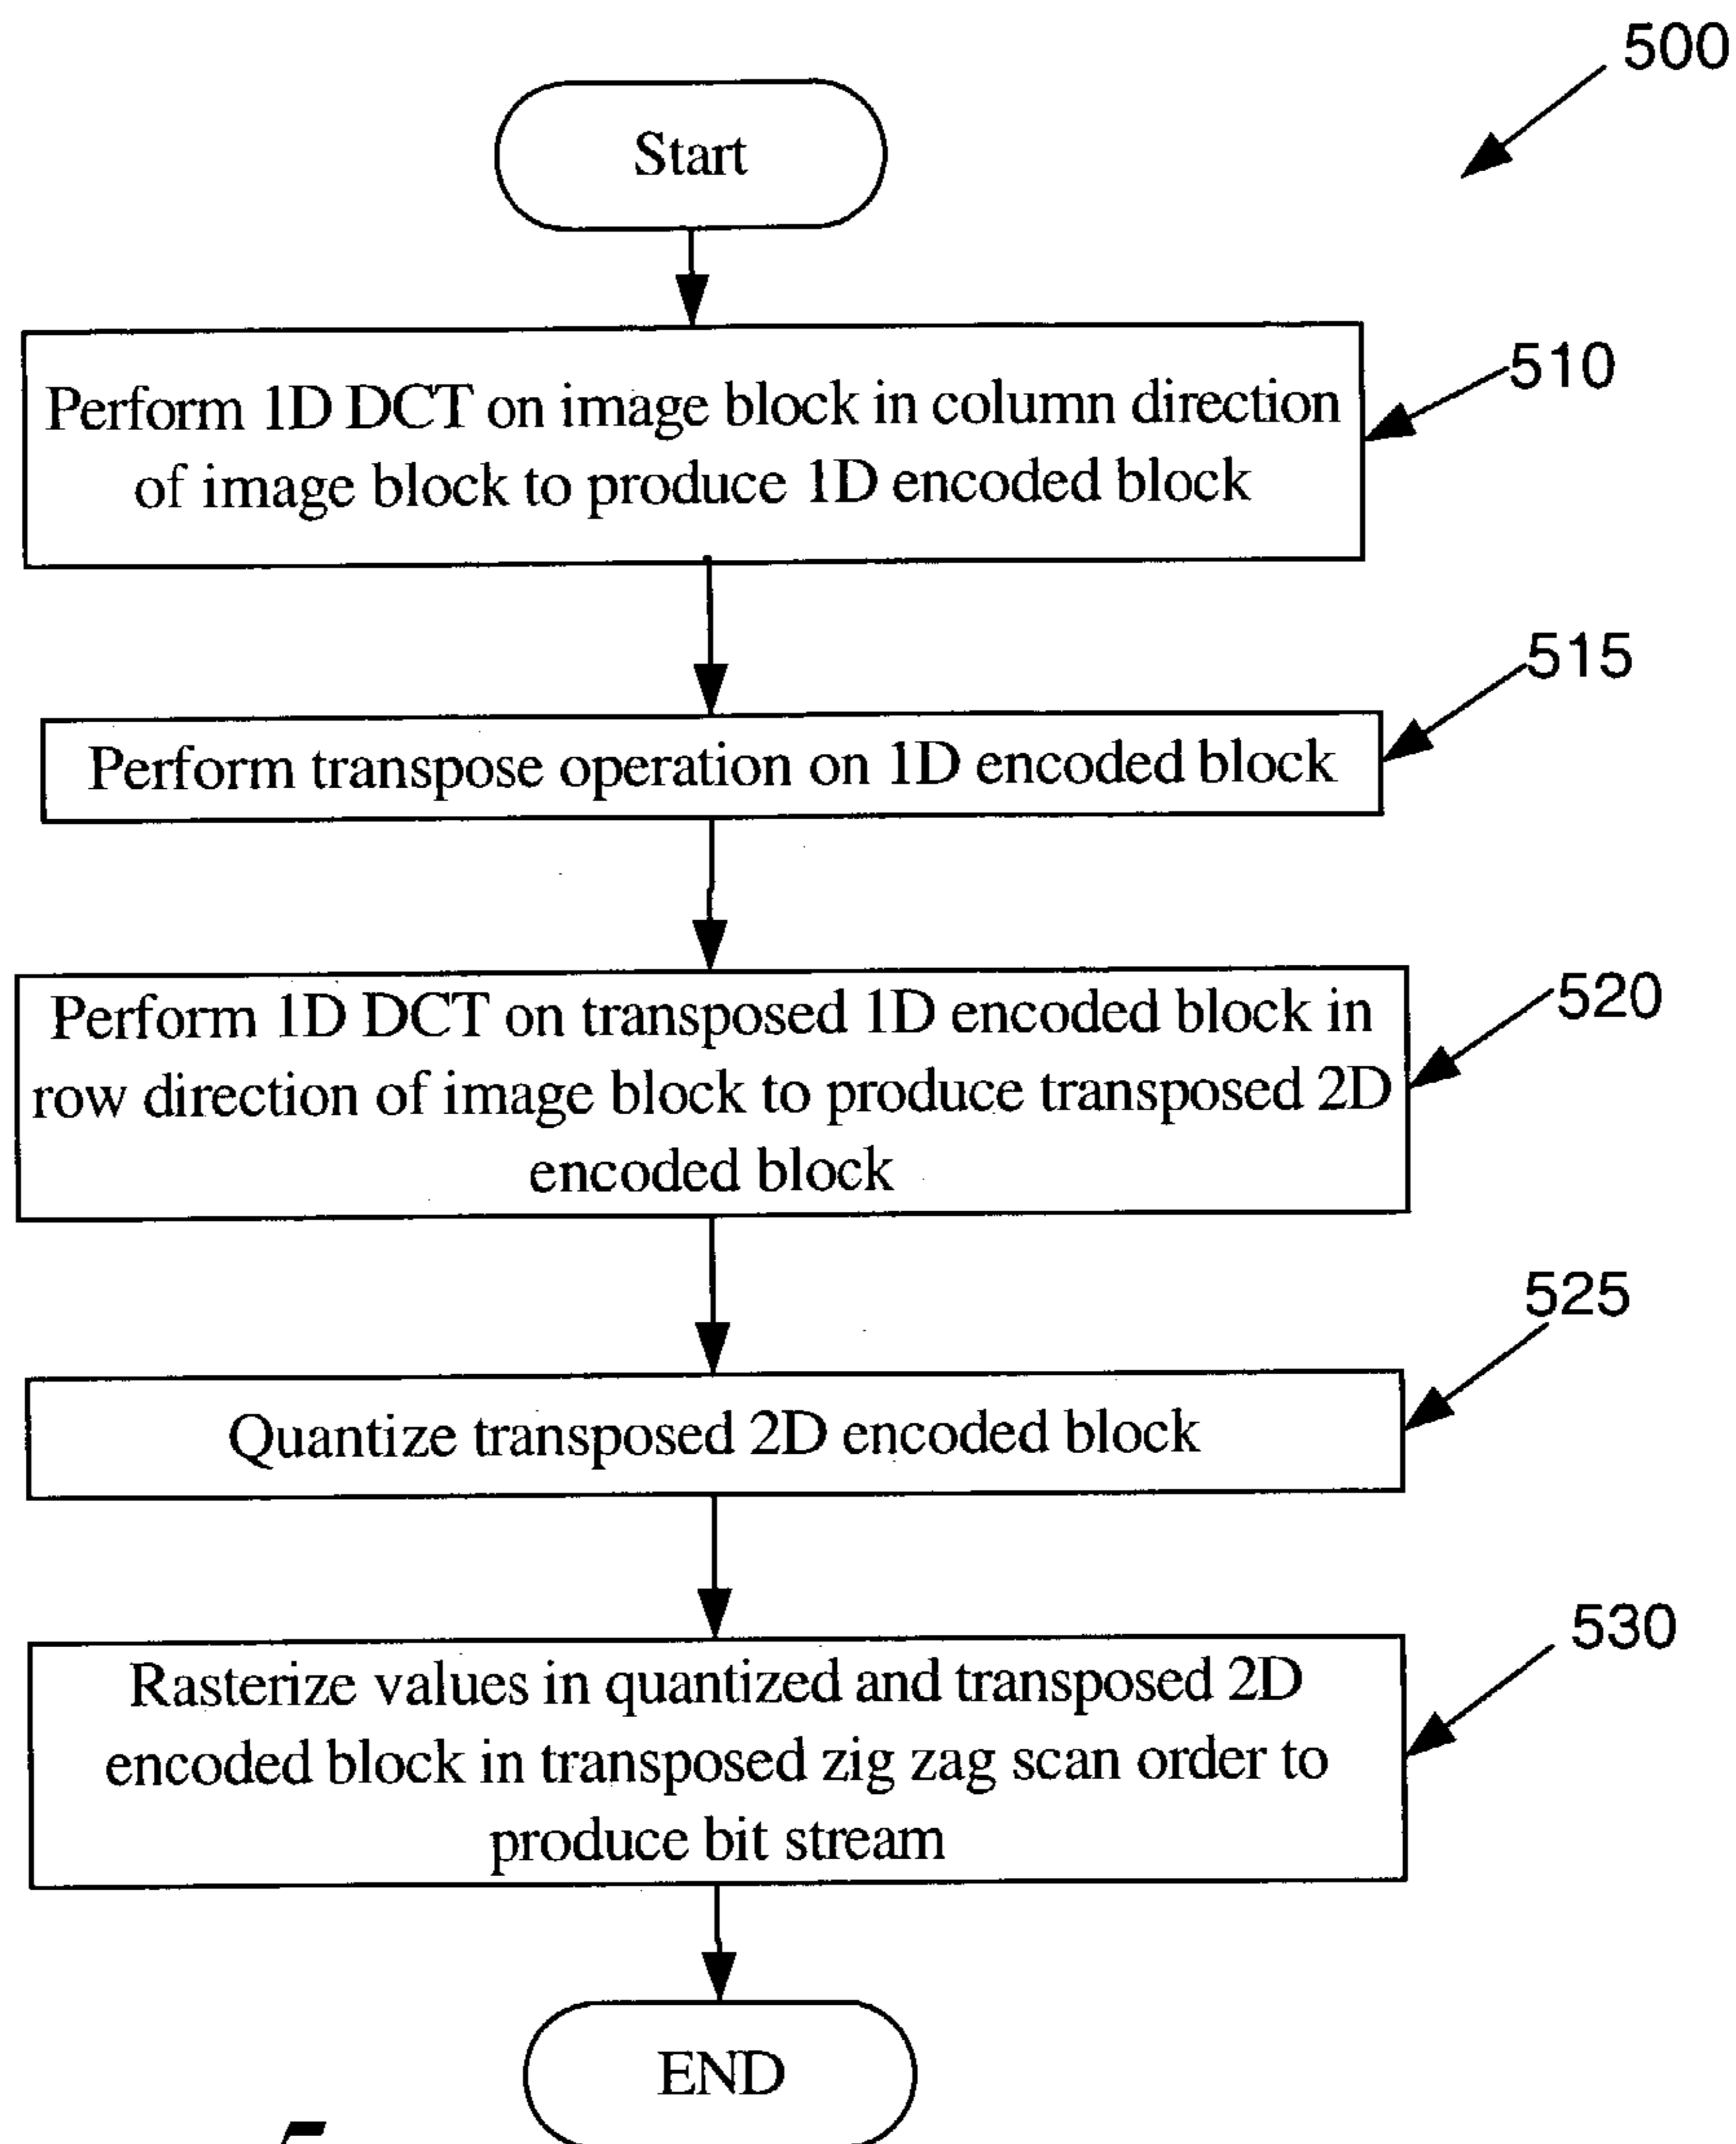 500
Start
Perform 1D DCT on image block in column direction
of image block to produce 1D encoded block
510
515
Perform transpose operation on 1D encoded block
520
Perform 1D DCT on transposed 1D encoded block in
row direction of image block to produce transposed 2D
encoded block
525
Quantize transposed 2D encoded block
530
Rasterize values in quantized and transposed 2D
encoded block in transposed zig zag scan order to
produce bit stream
END